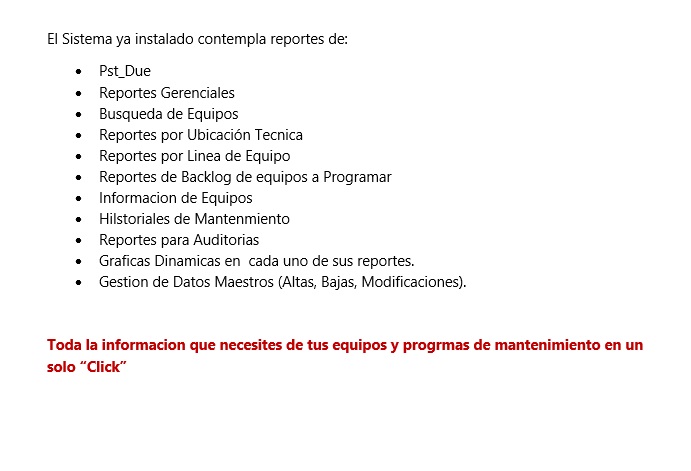 El Sistema ya instalado contempla reportes de:
• Pst_Due
• Reportes Gerenciales
• Busqueda de Equipos
• Reportes por Ubicación Tecnica
• Reportes por Linea de Equipo
• Reportes de Backlog de equipos a Programar
• Informacion de Equipos
• Hilstoriales de Mantenmiento
• Reportes para Auditorias
• Graficas Dinamicas en  cada uno de sus reportes.
• Gestion de Datos Maestros (Altas, Bajas, Modificaciones).
Toda la informacion que necesites de tus equipos y progrmas de mantenimiento en un
solo “Click”